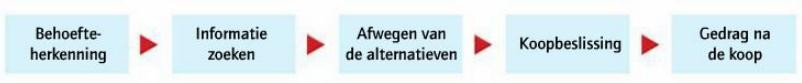 Behoefte-
herkenning
Informatie
zoeken
Afwegen van
de alternatieven
Koopbeslissing
Gedrag na
de koop